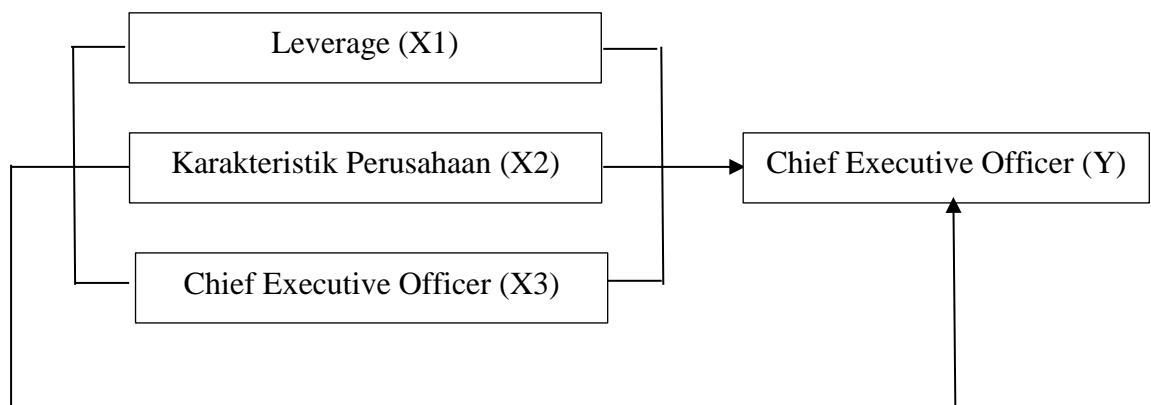 Leverage (X1)
Karakteristik Perusahaan (X2)
Chief Executive Officer (Y)
Chief Executive Officer (X3)